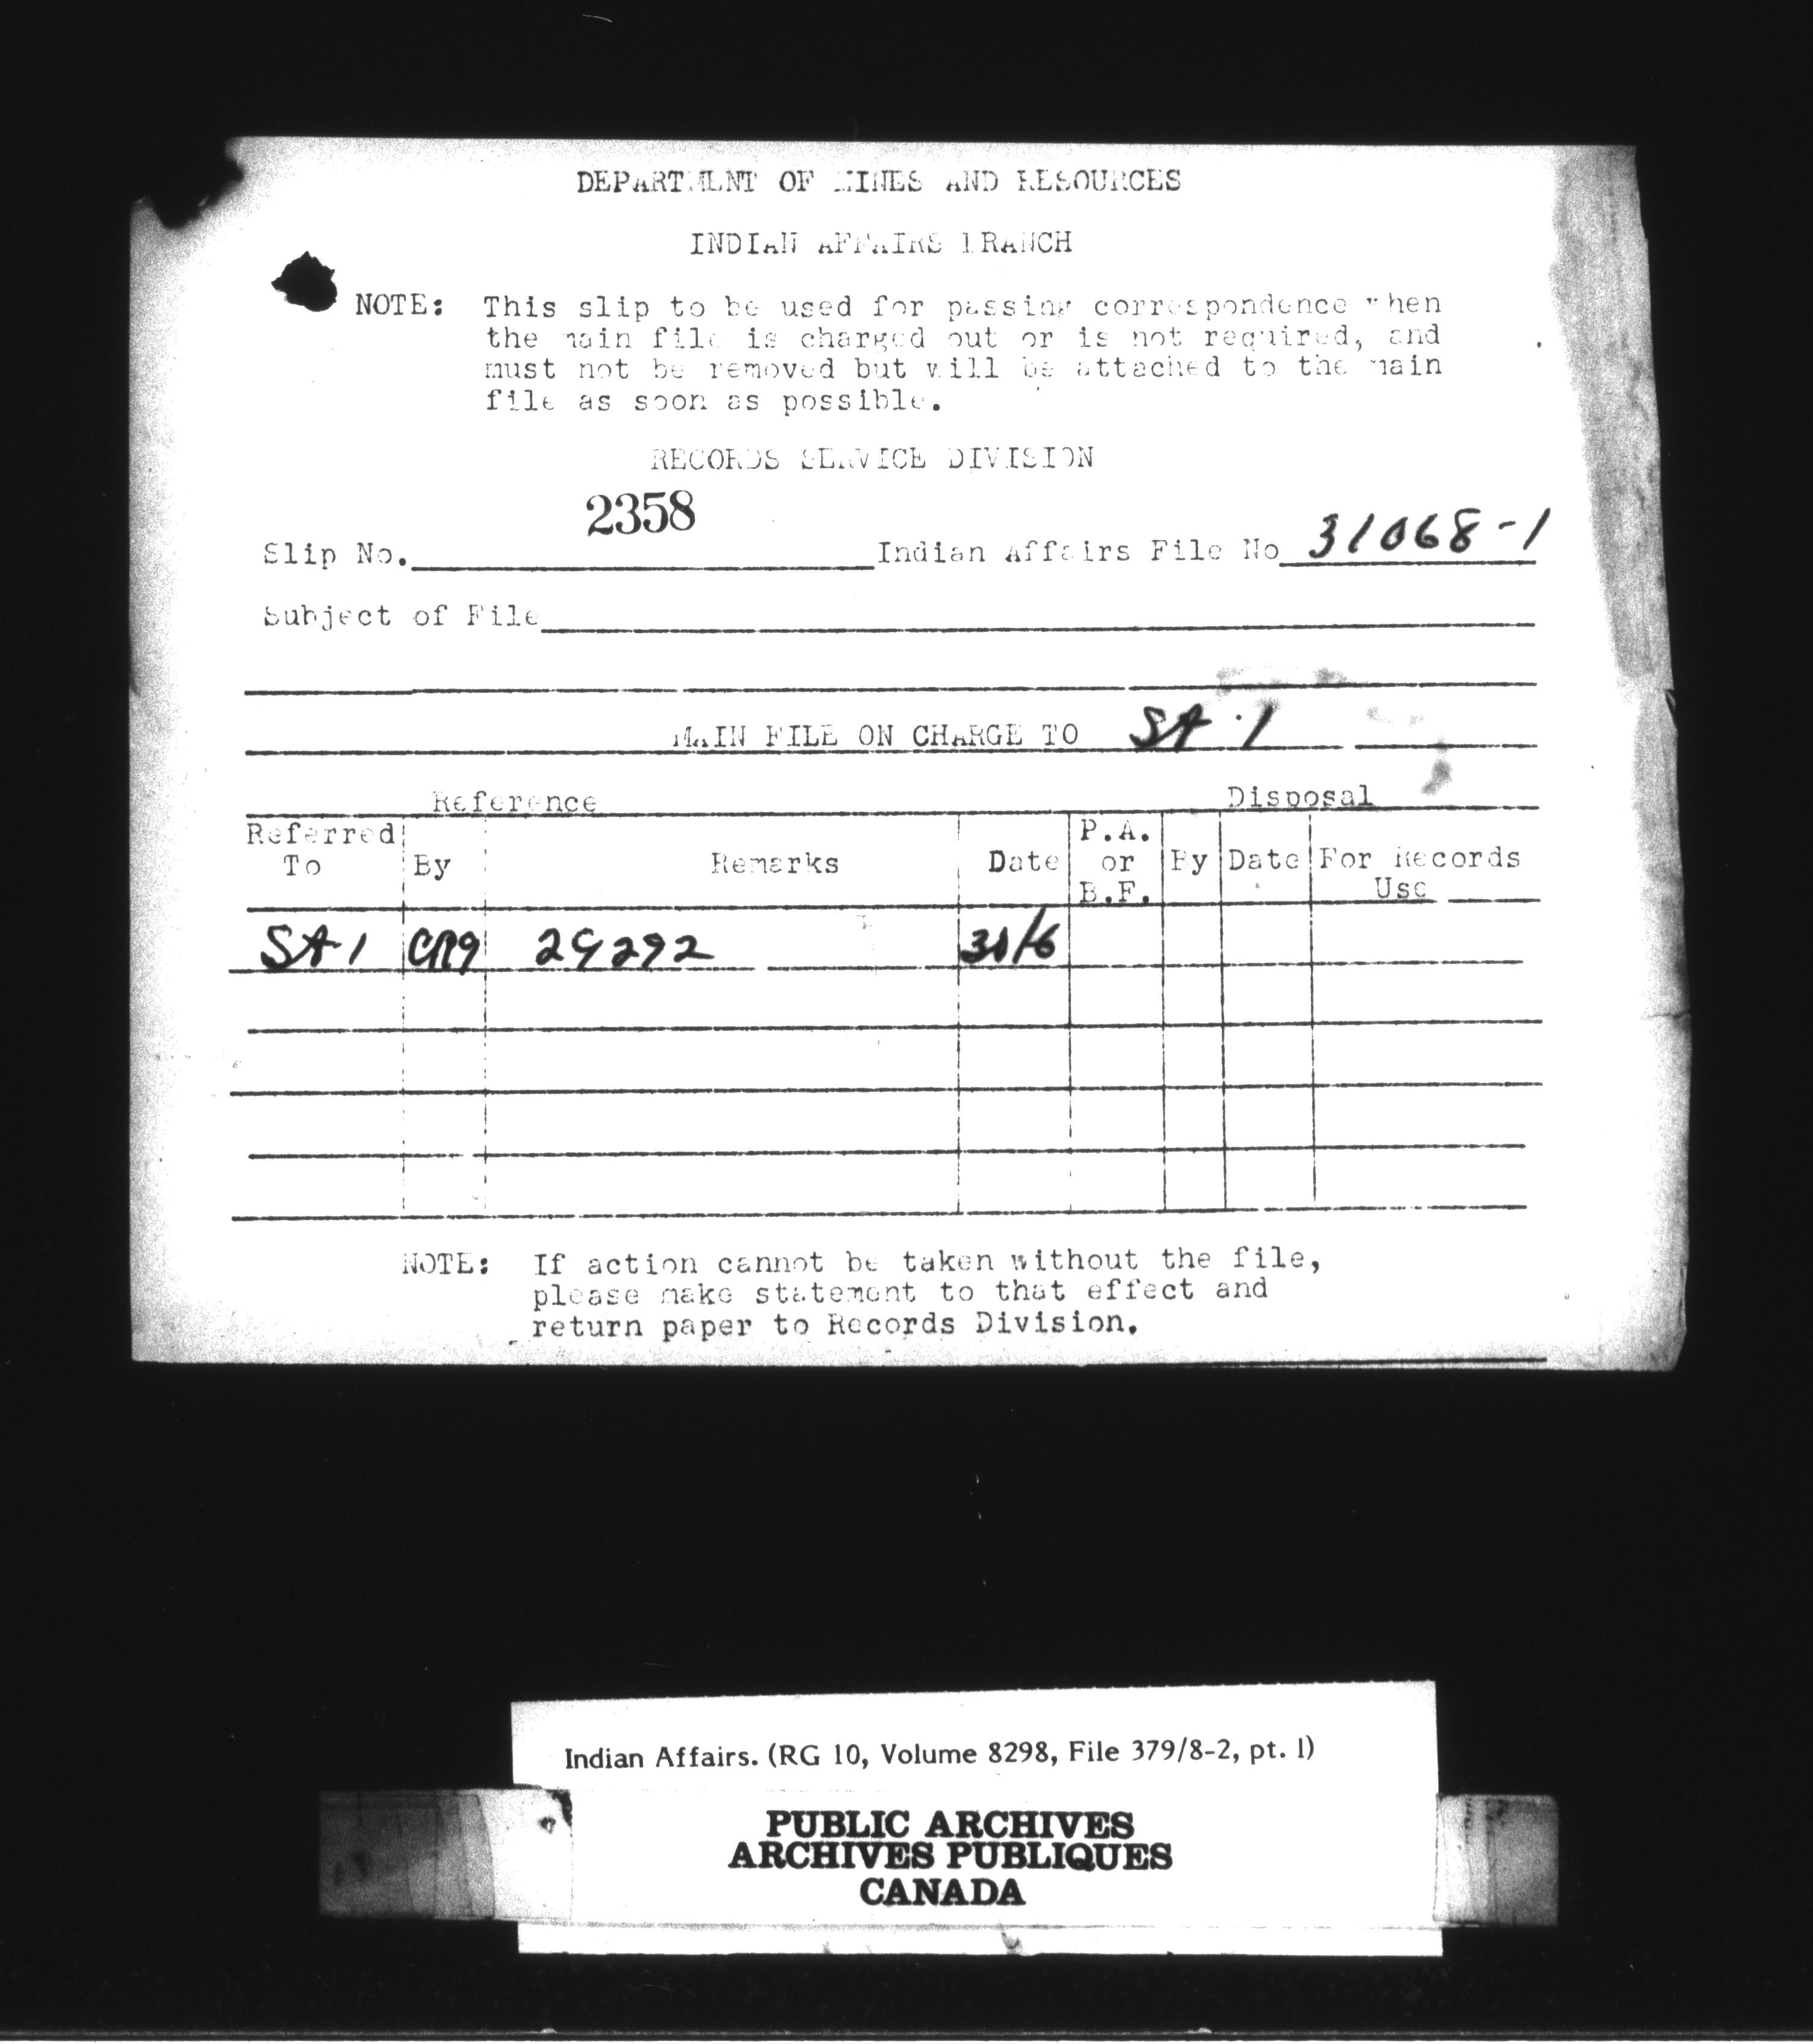 DEPARTMENT OF MINES AND RESOURCES
INDIAN AFFAIRS BRANCH
NOTE: This slip to be used for passing correspondence when
the main file is charged out or is not required, and
must not be removed but will be attached to the main
file as soon as possible.
RECORDS SERVICE DIVISION
2358
Slip No. Indian Affairs File No 31068-1
Subject of File
MAIN FILE ON CHARGE TO SA·1
Reference Disposal
Referred To By Remarks Date P.A. or B.F. By Date For Records Use
SA-1 29292
NOTE: If action cannot be taken without the file,
please make statement to that effect and
return paper to Records Division.
Indian Affairs. (RG 10, Volume 8298, File 379/8-2, pt. 1)
PUBLIC ARCHIVES
ARCHIVES PUBLIQUES
CANADA